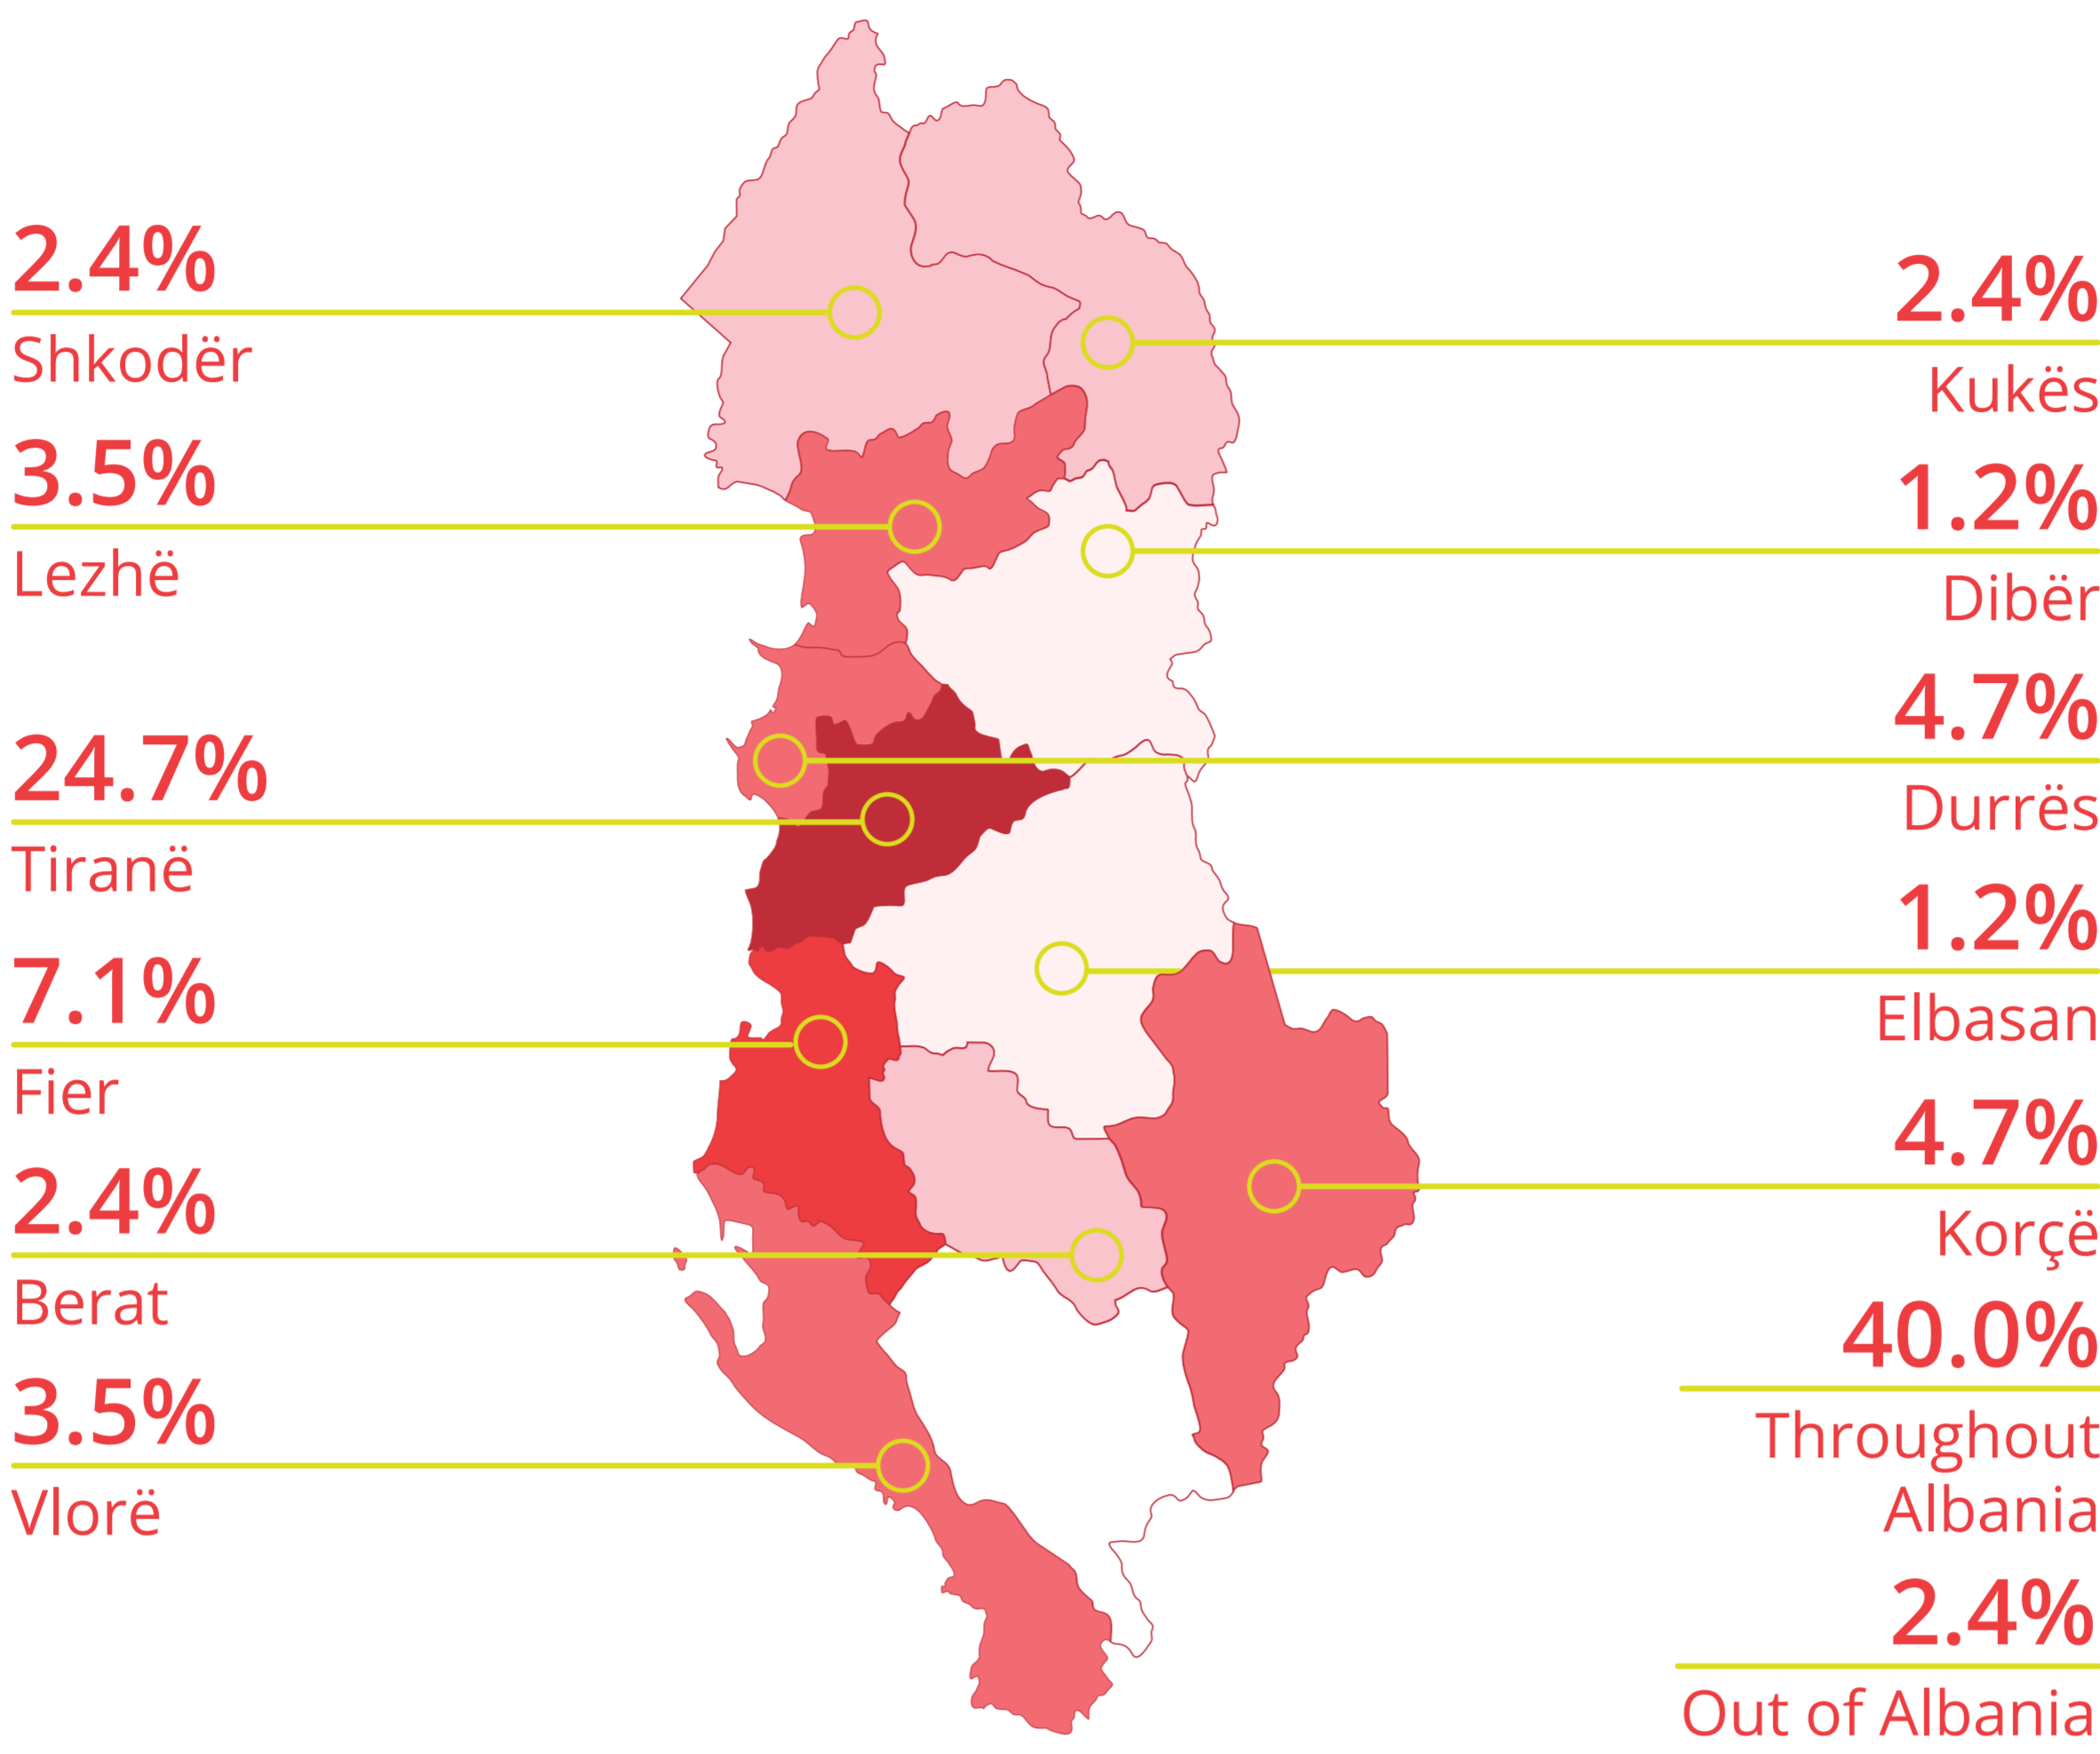 2.4%
Shkodër
3.5%
Lezhë
24.7%
Tiranë
7.1%
Fier
2.4%
Berat
3.5%
Vlorë
2.4%
Kukës
1.2%
Dibër
4.7%
Durrës
1.2%
Elbasan
4.7%
Korçë
40.0%
Throughout
Albania
2.4%
Out of Albania